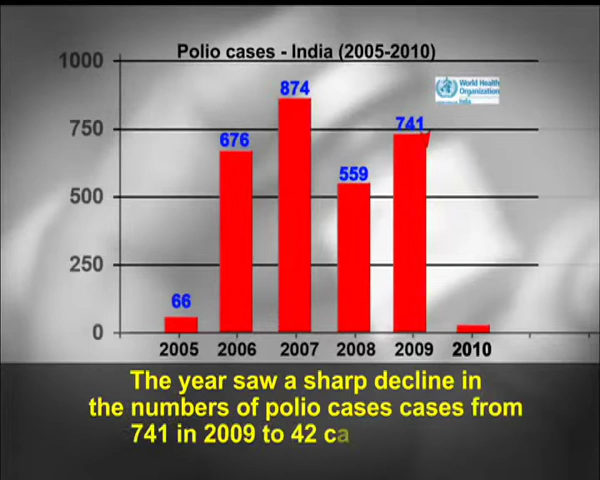 Polio cases - India (2005-2010)
1000
World Health
Organization
India
874
750
741
676
559
500
250
66
0
2005 2006 2007 2008 2009 2010
The year saw a sharp decline in
the numbers of polio cases cases from
741 in 2009 to 42 ca